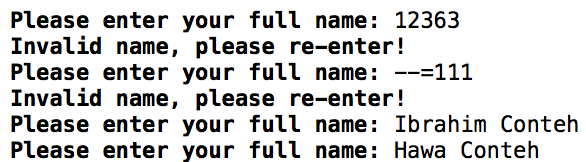 Please enter your full name: 12363
Invalid name, please re-enter!
Please enter your full name: --=111
Invalid name, please re-enter!
Please enter your full name: Ibrahim Conteh
Please enter your full name: Hawa Conteh